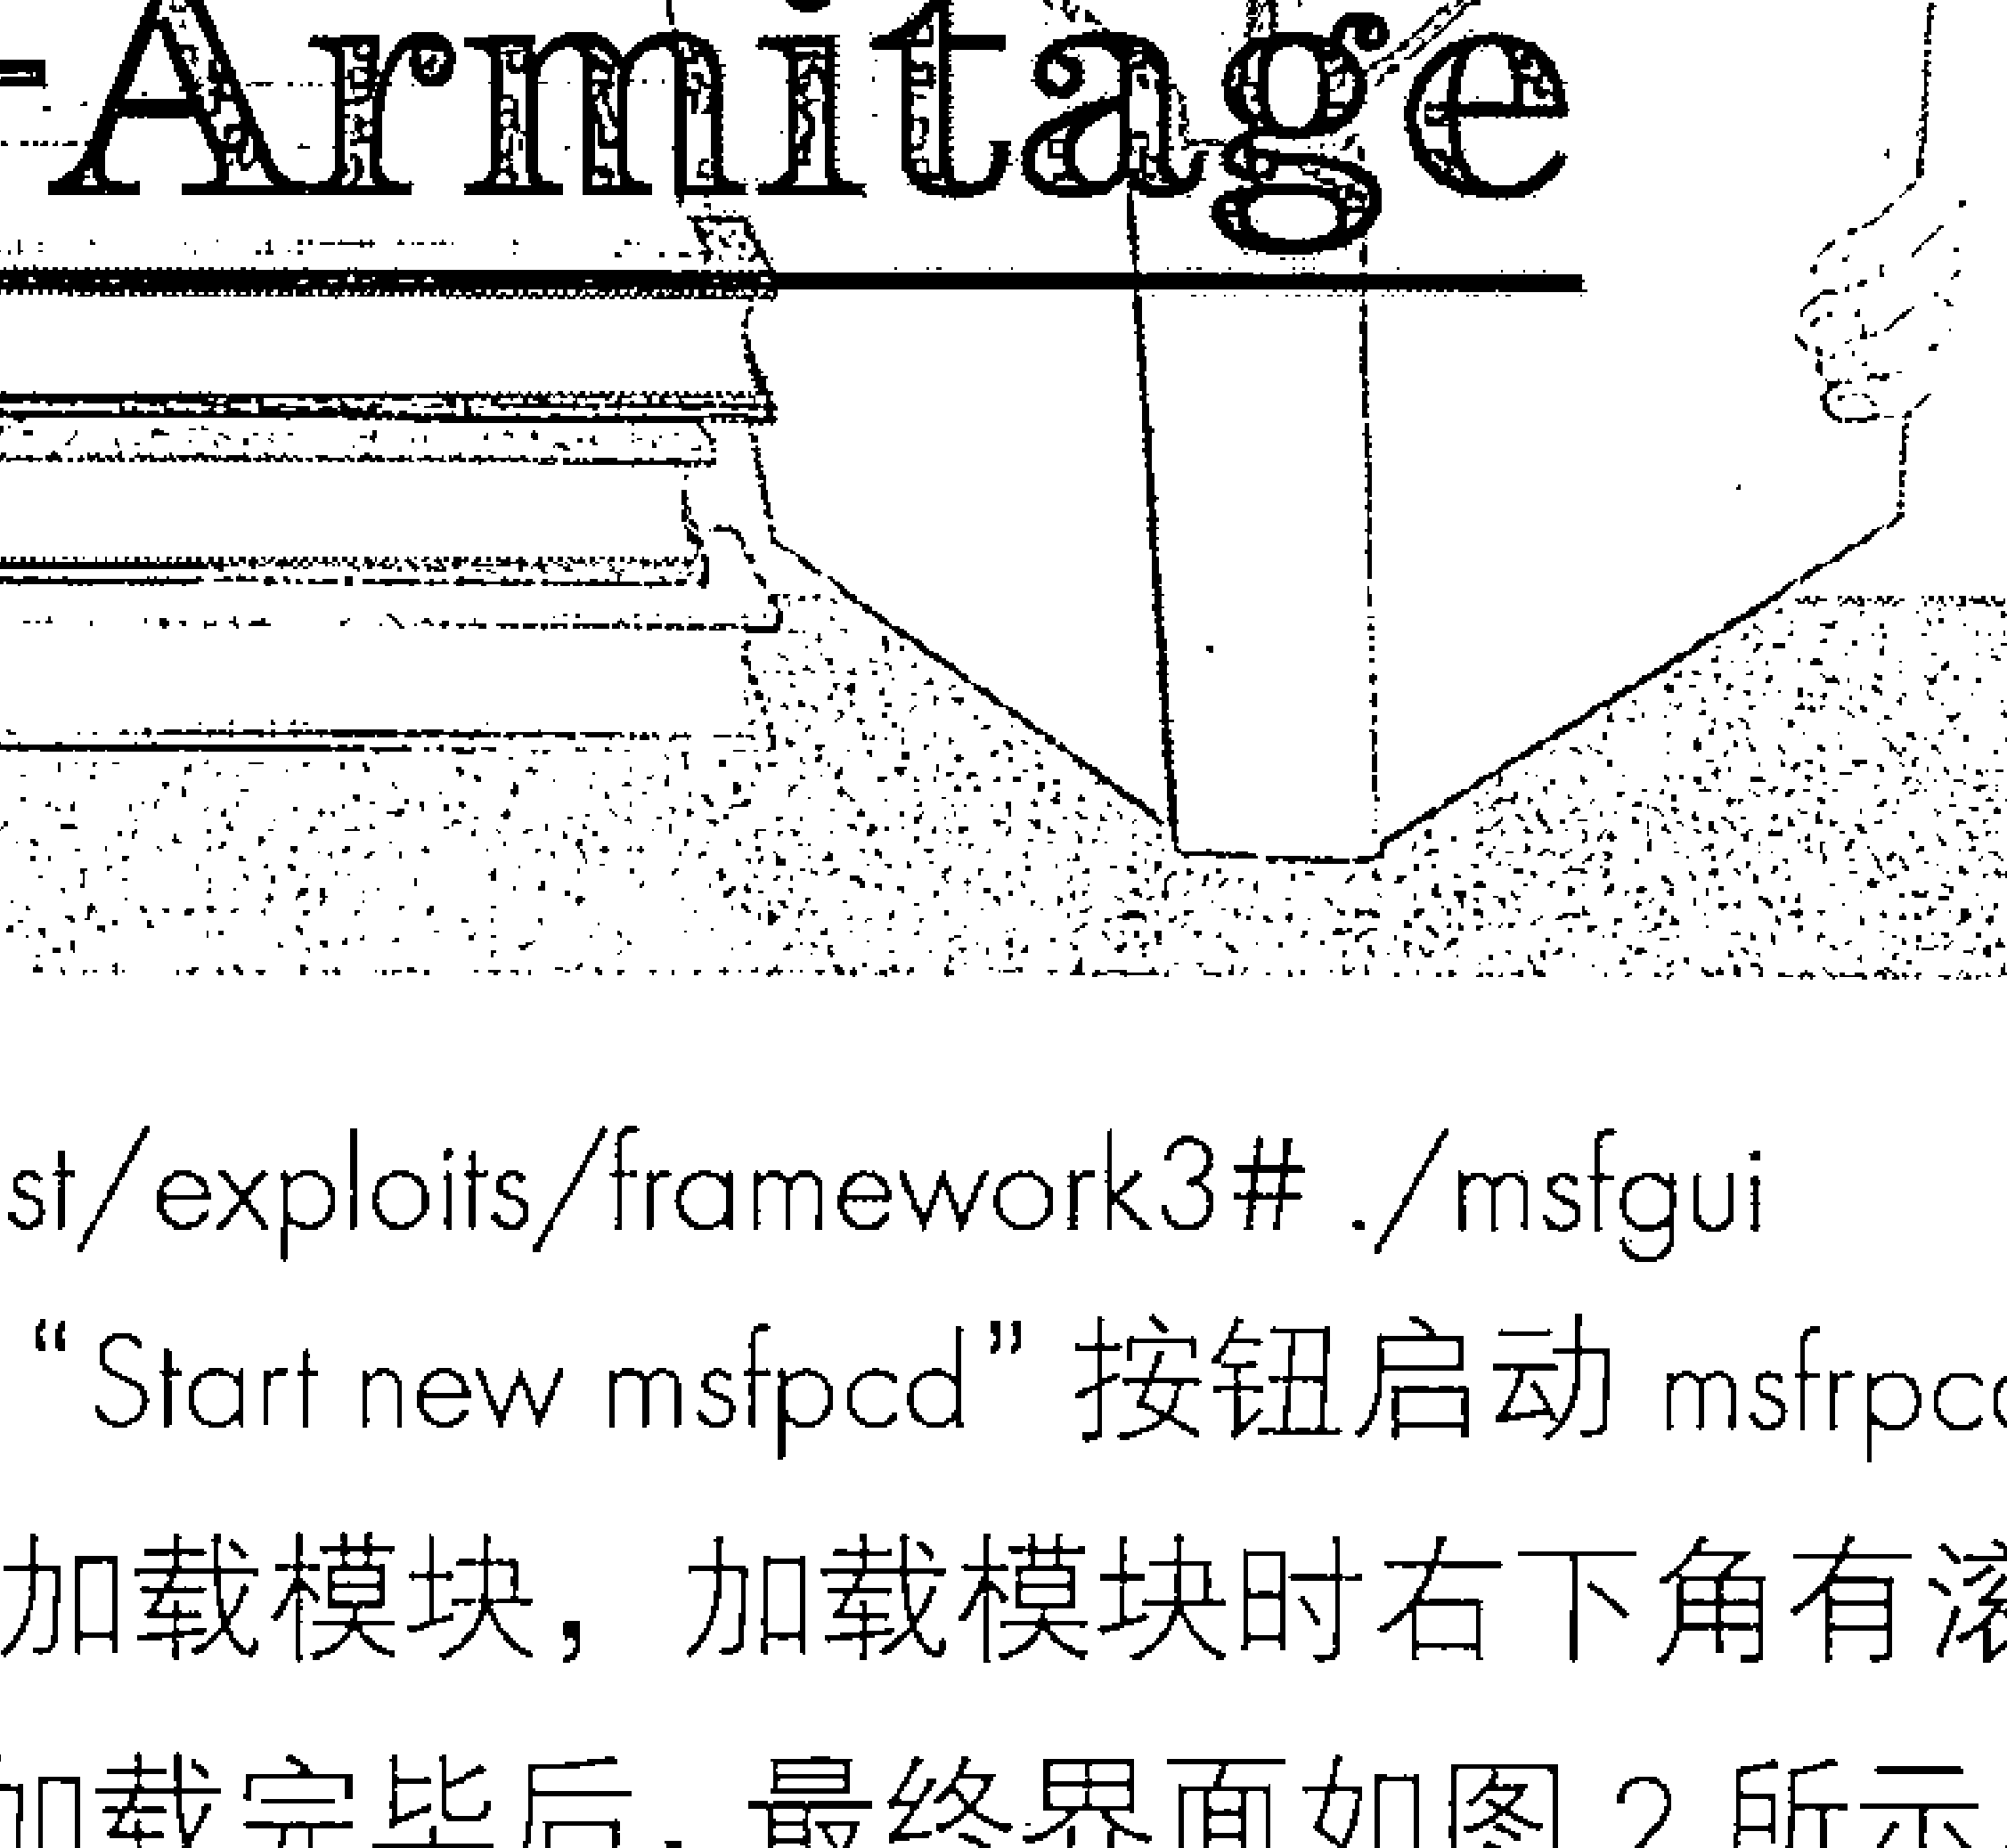 -Armitage
st/exploits/framework3# ./msfgui
“Start new msfpcd”按钮启动 msfrpc
加载模块，加载模块时右下角有滚
加载完毕后，最终界面如图 2 所示